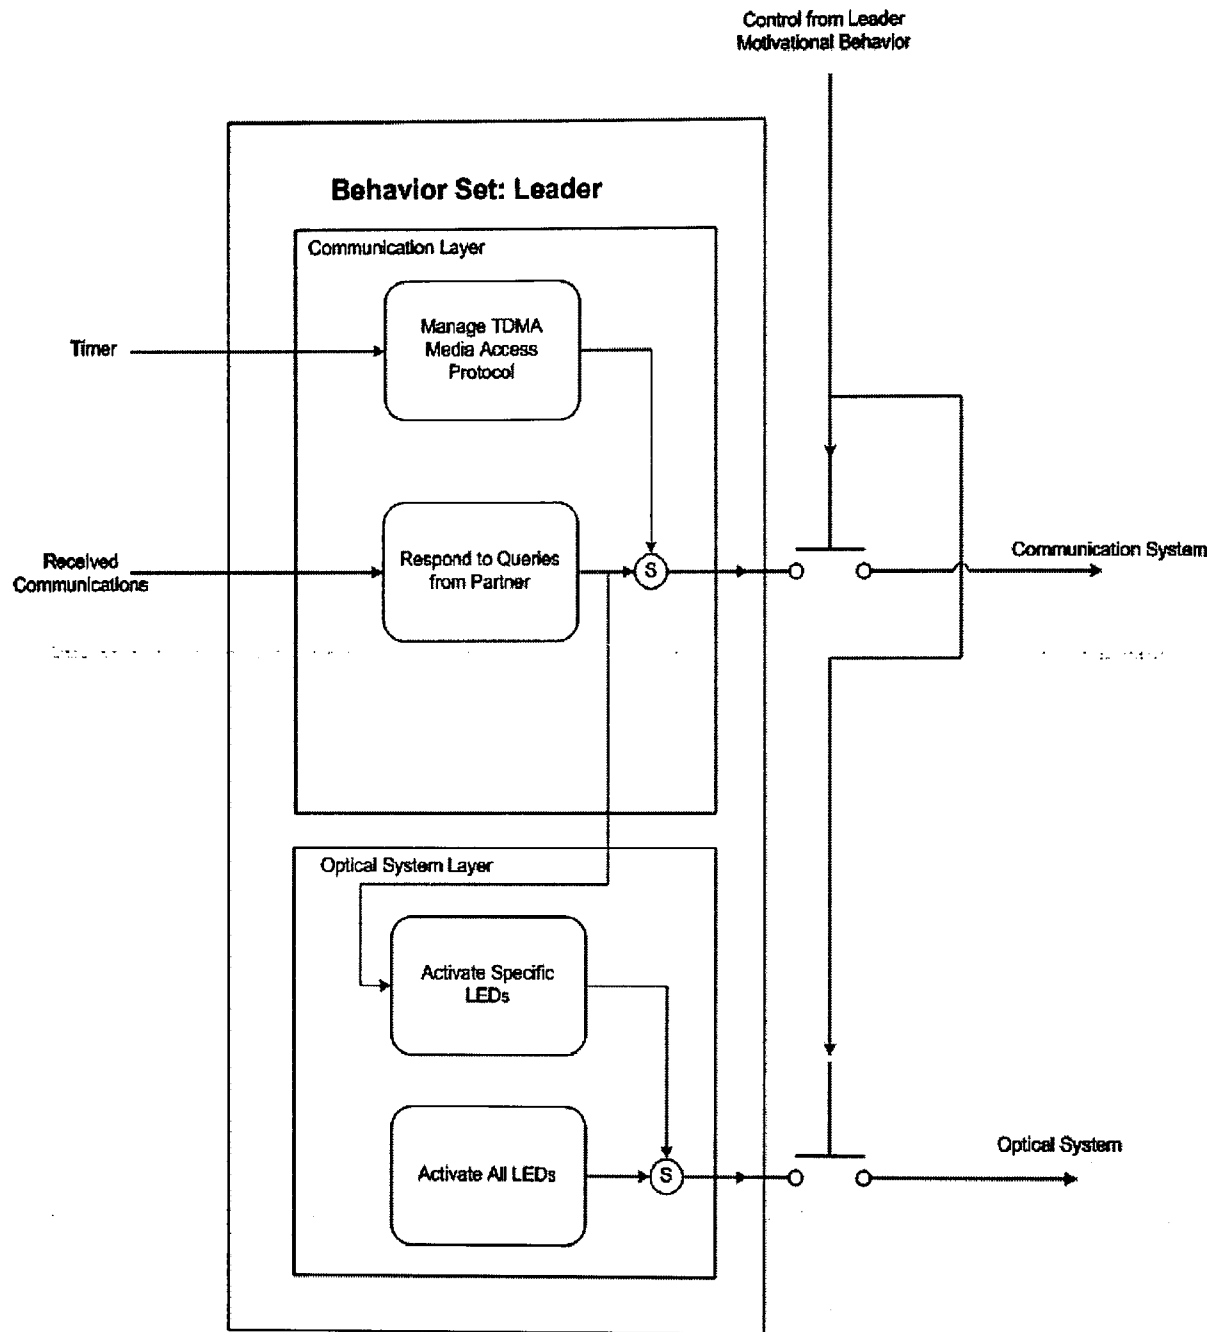 Control from Leader
Motivational Behavior
Behavior Set: Leader
Communication Layer
Manage TDMA
Media Access
Protocol
Timer
Received
Communications
Respond to Queries
from Partner
S
Communication System
Optical System Layer
Activate Specific
LEDs
Activate All LEDs
S
Optical System